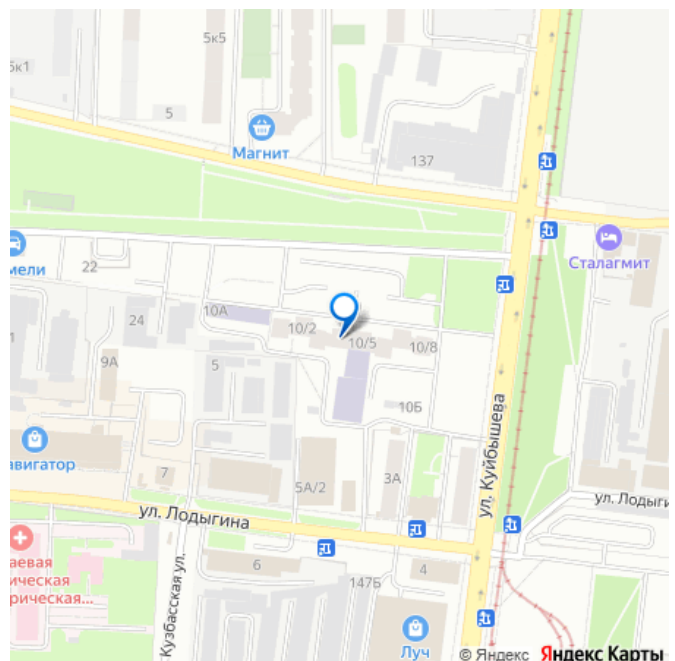 5к5
5к1
5
Магнит
137
Сталагмит
мели
22
10А
24
10/2
10/5
10/8
1
9А
5
10Б
ул. Куйбышева
авигатор
7
5А/2
3А
ул. Лодыги
ул. Лодыгина
аевая
ическая
рическая...
Кузбасская ул.
6
147Б
4
Луч
© Яндекс Яндекс Карты